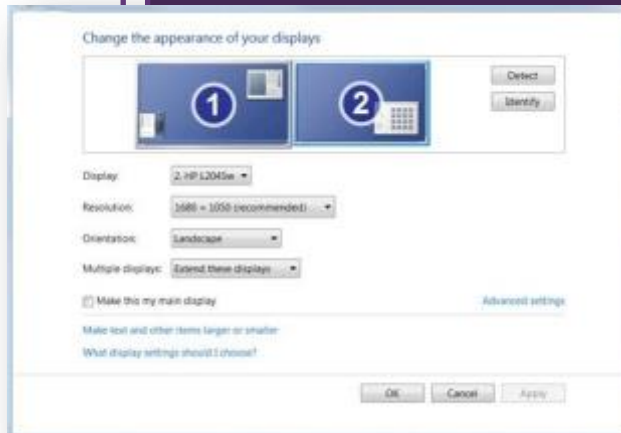 Change the appearance of your displays
1
2
Detect
Identify
Display: 2. HP L2045w
Resolution: 1680 × 1050 (recommended)
Orientation: Landscape
Multiple displays: Extend these displays
Make this my main display
Advanced settings
Make text and other items larger or smaller
What display settings should I choose?
OK Cancel Apply